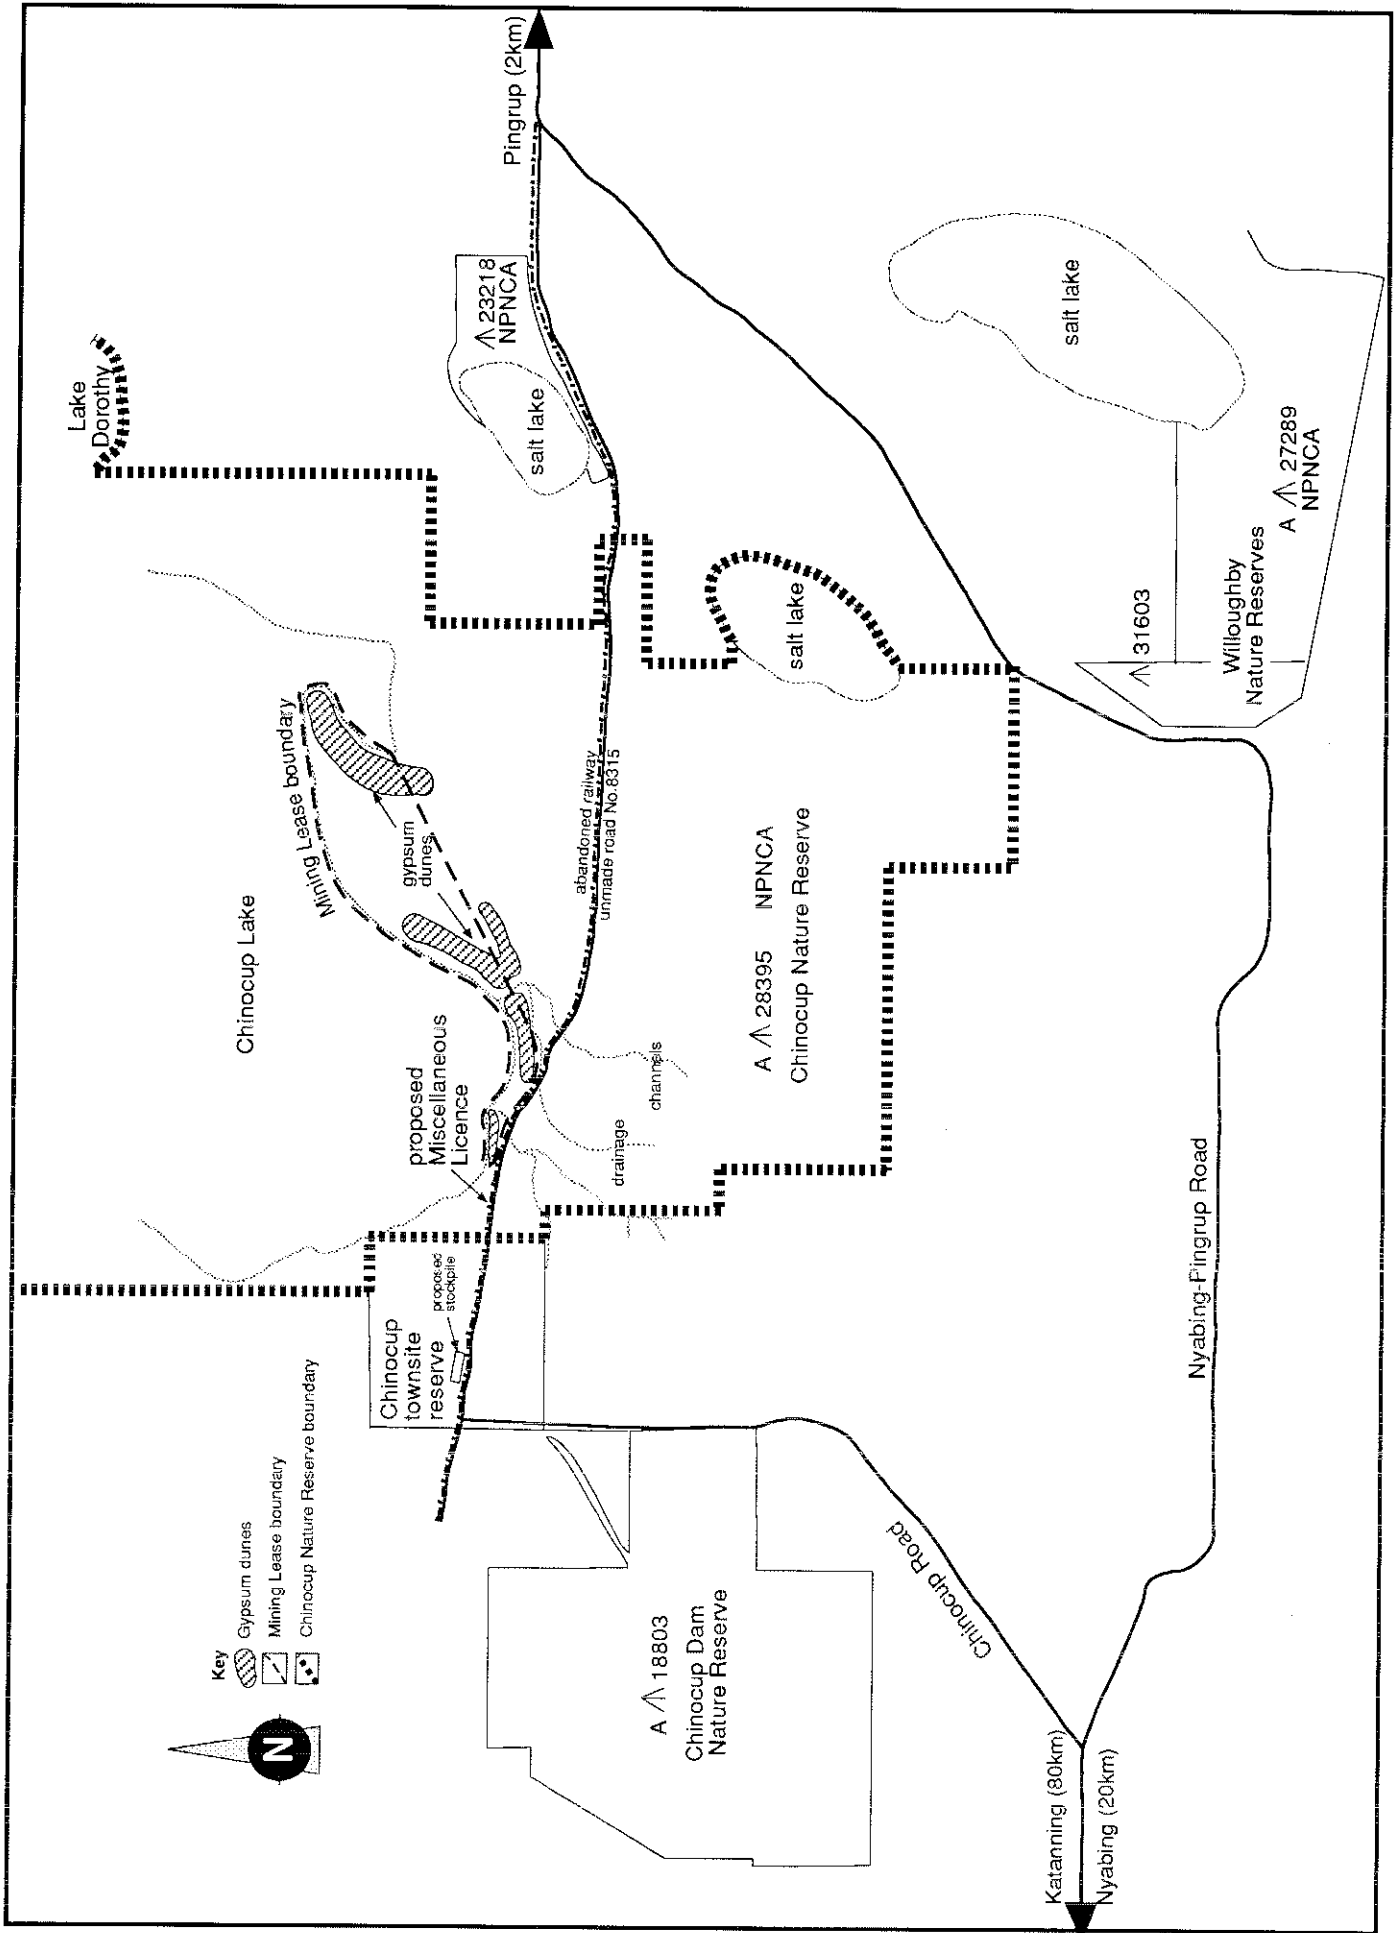 Key
Gypsum dunes
Mining Lease boundary
Chinocup Nature Reserve boundary
N
Lake
Dorothy
Chinocup Lake
Mining Lease boundary
gypsum
dunes
proposed
Miscellaneous
Licence
Chinocup
townsite
reserve
proposed
stockpile
abandoned railway
unmade road No.8315
Pingrup (2km)
23218
NPNCA
salt lake
drainage
channels
A 28395 NPNCA
Chinocup Nature Reserve
salt lake
salt lake
A 18803
Chinocup Dam
Nature Reserve
Chinocup Road
31603
Willoughby
Nature Reserves
A 27289
NPNCA
Nyabing-Pingrup Road
Katanning (80km)
Nyabing (20km)